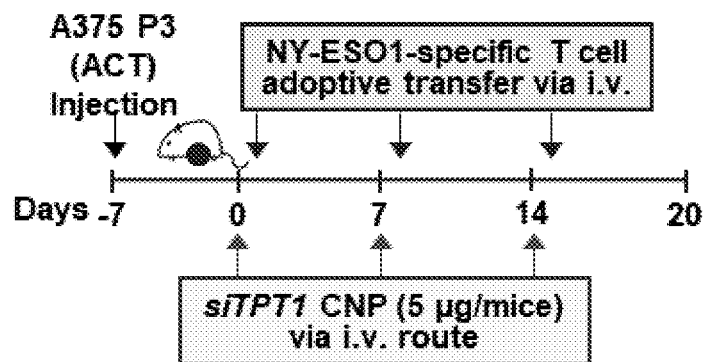 A375 P3
(ACT)
Injection
NY-ESO1-specific T cell
adoptive transfer via i.v.
Days -7 0 7 14 20
siTPT1 CNP (5 µg/mice)
via i.v. route